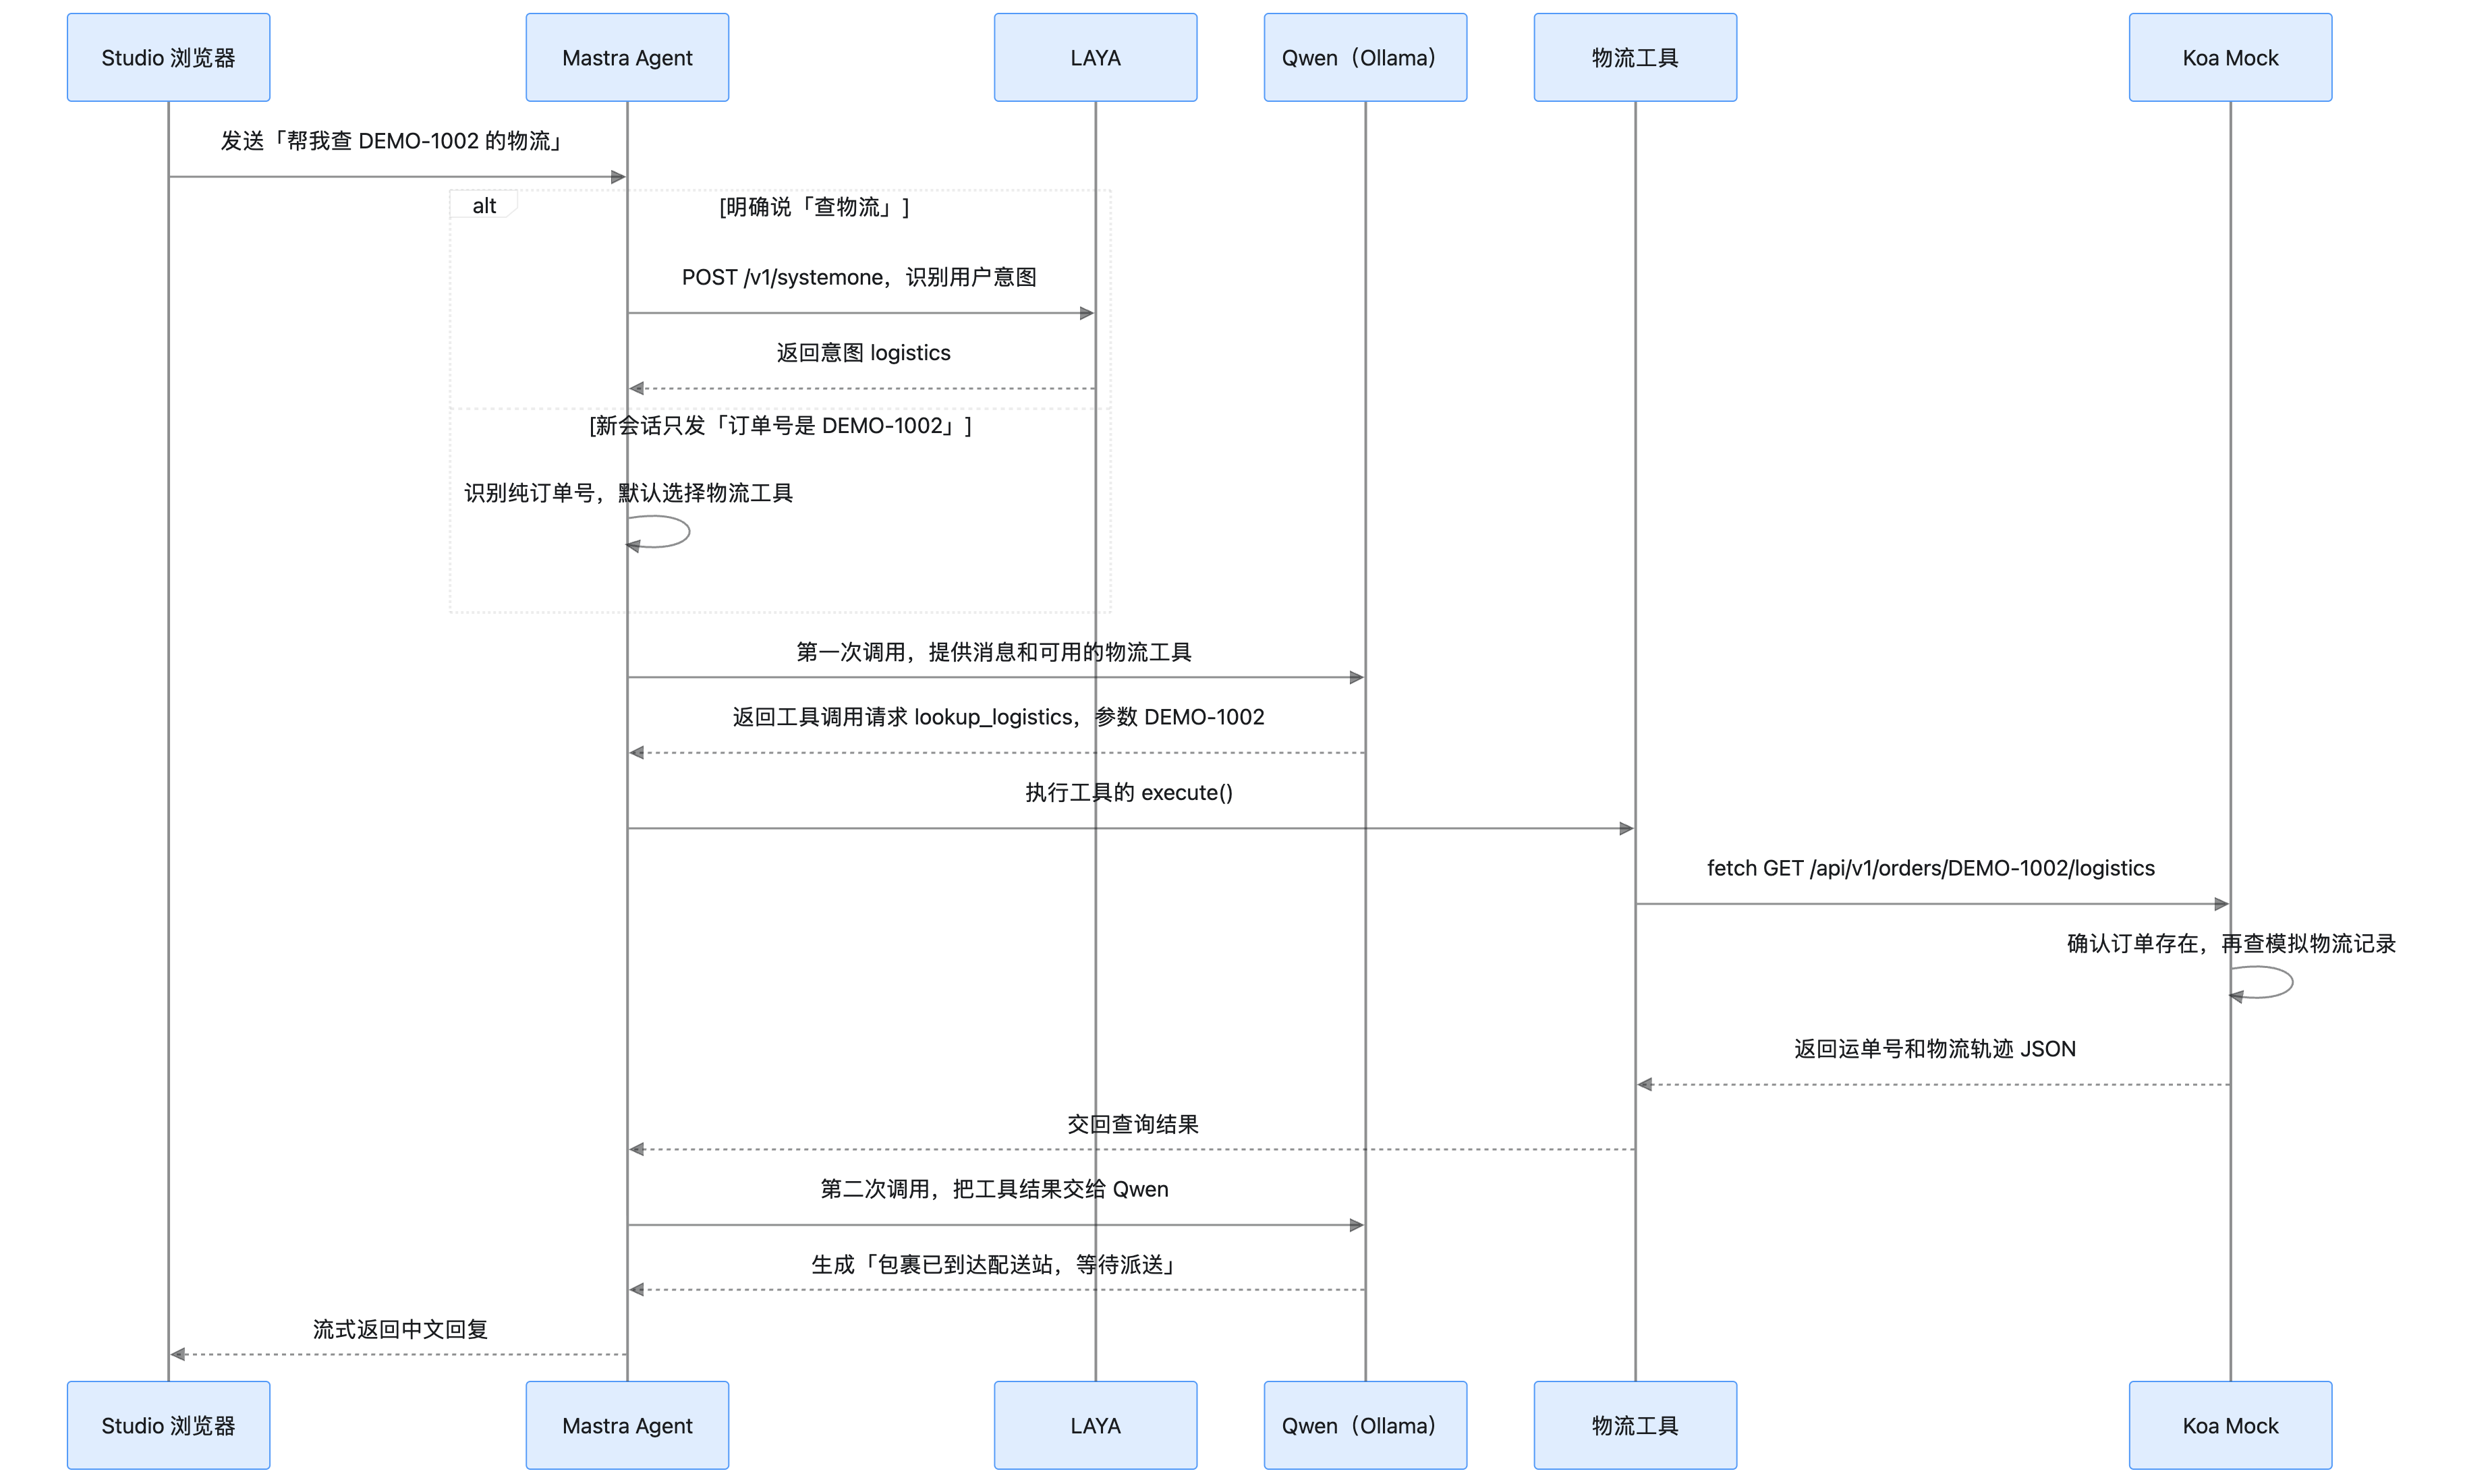 Studio 浏览器
Mastra Agent
LAYA
Qwen（Ollama）
物流工具
Koa Mock
发送「帮我查 DEMO-1002 的物流」
alt
[明确说「查物流」]
POST /v1/systemone，识别用户意图
返回意图 logistics
[新会话只发「订单号是 DEMO-1002」]
识别纯订单号，默认选择物流工具
第一次调用，提供消息和可用的物流工具
返回工具调用请求 lookup_logistics，参数 DEMO-1002
执行工具的 execute()
fetch GET /api/v1/orders/DEMO-1002/logistics
确认订单存在，再查模拟物流记录
返回运单号和物流轨迹 JSON
交回查询结果
第二次调用，把工具结果交给 Qwen
生成「包裹已到达配送站，等待派送」
流式返回中文回复
Studio 浏览器
Mastra Agent
LAYA
Qwen（Ollama）
物流工具
Koa Mock